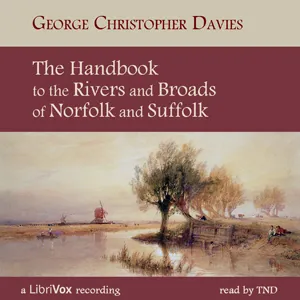 GEORGE CHRISTOPHER DAVIES
The Handbook
to the Rivers and Broads
of Norfolk and Suffolk
a LibriVox recording
read by TND